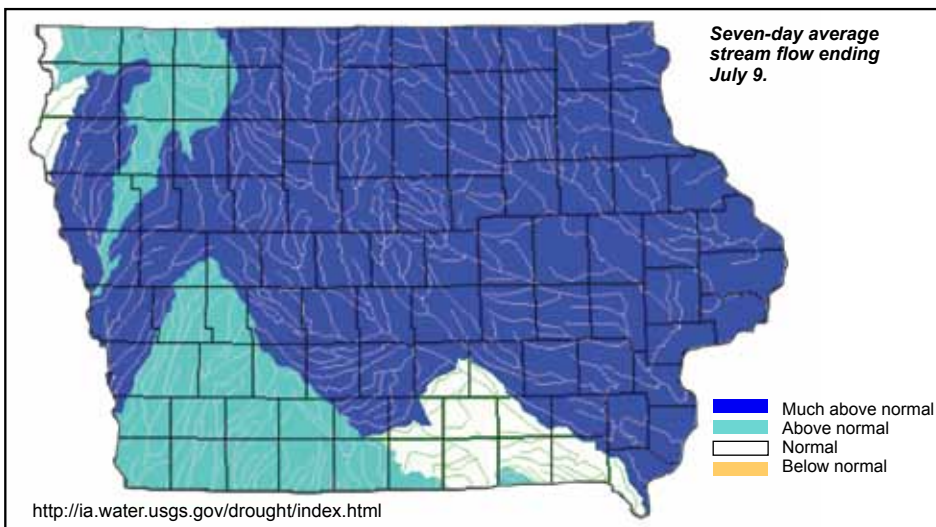 Seven-day average
stream flow ending
July 9.
Much above normal
Above normal
Normal
Below normal
http://ia.water.usgs.gov/drought/index.html